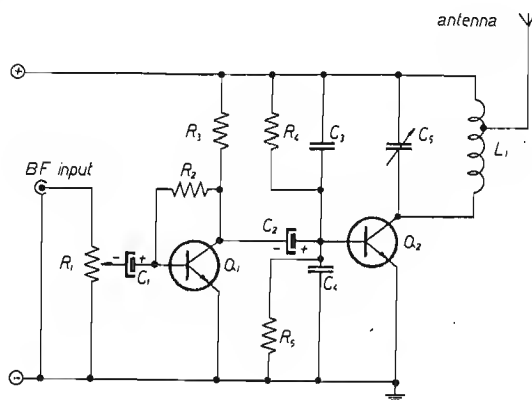 antenna
+
R3
R4
C3
C5
L1
BF input
R2
R1
- +
C1
Q1
C2
- +
Q2
C4
R5
-